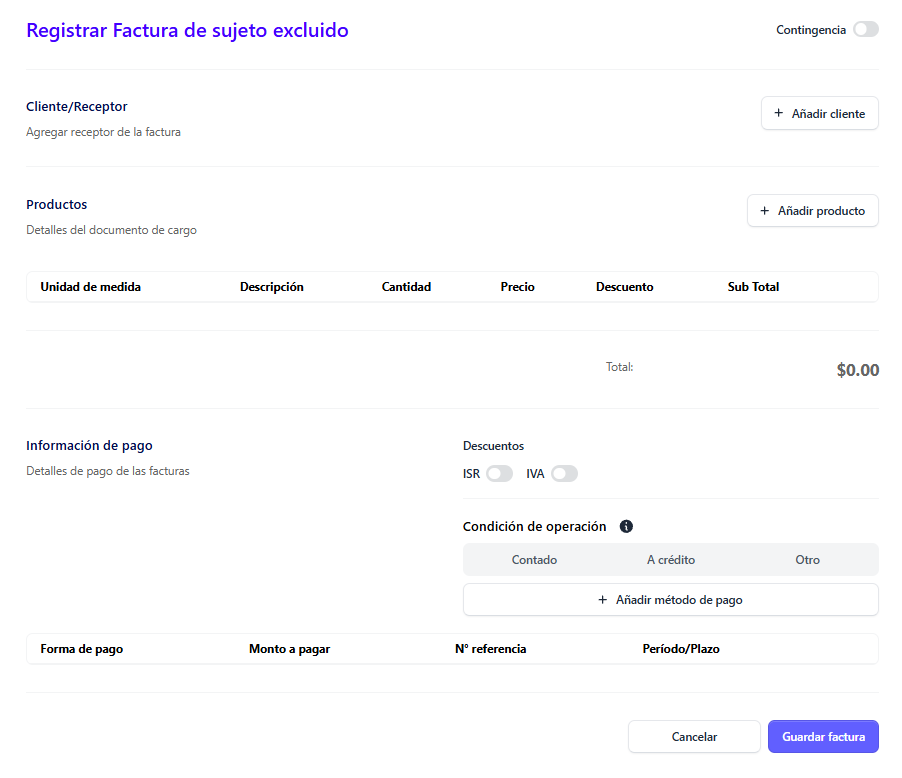 Registrar Factura de sujeto excluido
Contingencia
Cliente/Receptor
+ Añadir cliente
Agregar receptor de la factura
Productos
+ Añadir producto
Detalles del documento de cargo
Unidad de medida Descripción Cantidad Precio Descuento Sub Total
Total: $0.00
Información de pago
Detalles de pago de las facturas
Descuentos
ISR IVA
Condición de operación
Contado A crédito Otro
+ Añadir método de pago
Forma de pago Monto a pagar N° referencia Período/Plazo
Cancelar Guardar factura